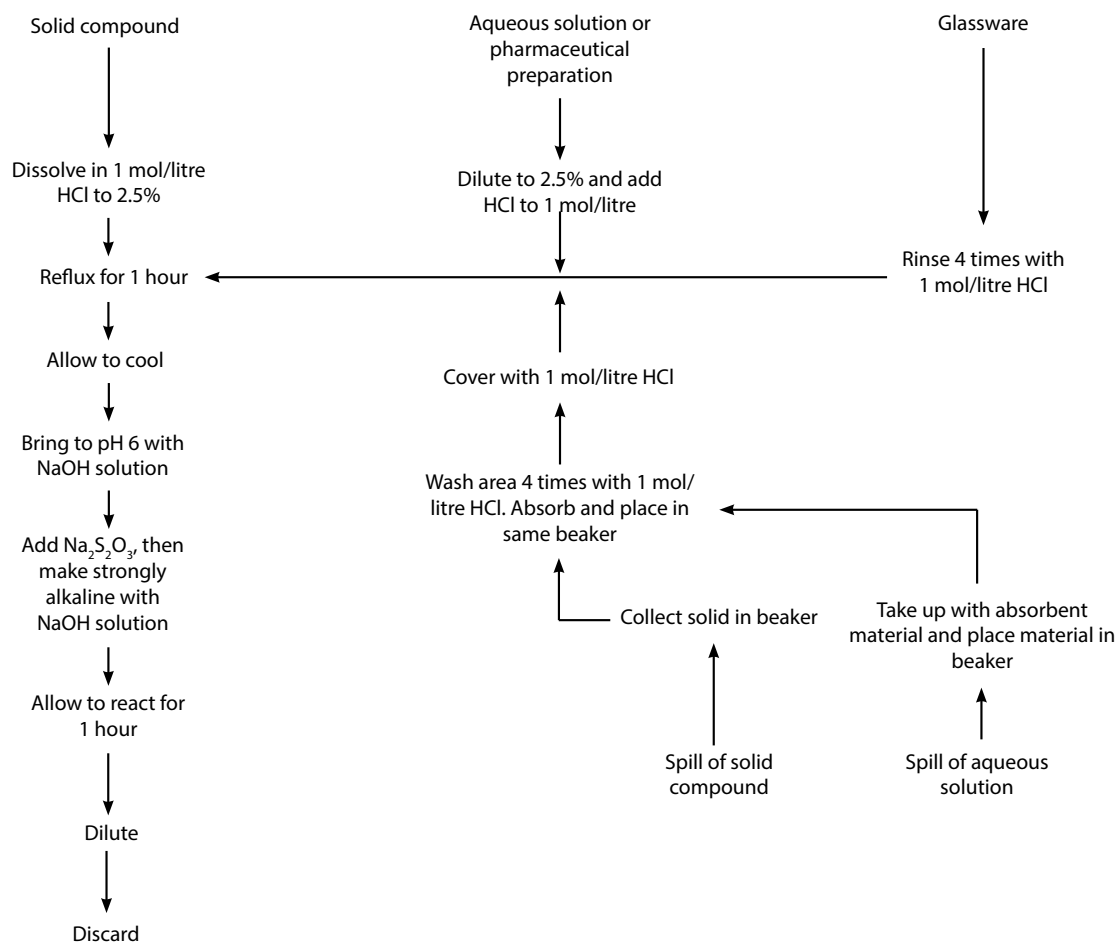 Solid compound
Aqueous solution or
pharmaceutical
preparation
Glassware
Dissolve in 1 mol/litre
HCl to 2.5%
Dilute to 2.5% and add
HCl to 1 mol/litre
Rinse 4 times with
1 mol/litre HCl
Reflux for 1 hour
Allow to cool
Cover with 1 mol/litre HCl
Bring to pH 6 with
NaOH solution
Wash area 4 times with 1 mol/
litre HCl. Absorb and place in
same beaker
Add Na₂S₂O₃, then
make strongly
alkaline with
NaOH solution
Collect solid in beaker
Take up with absorbent
material and place material in
beaker
Allow to react for
1 hour
Spill of solid
compound
Spill of aqueous
solution
Dilute
Discard